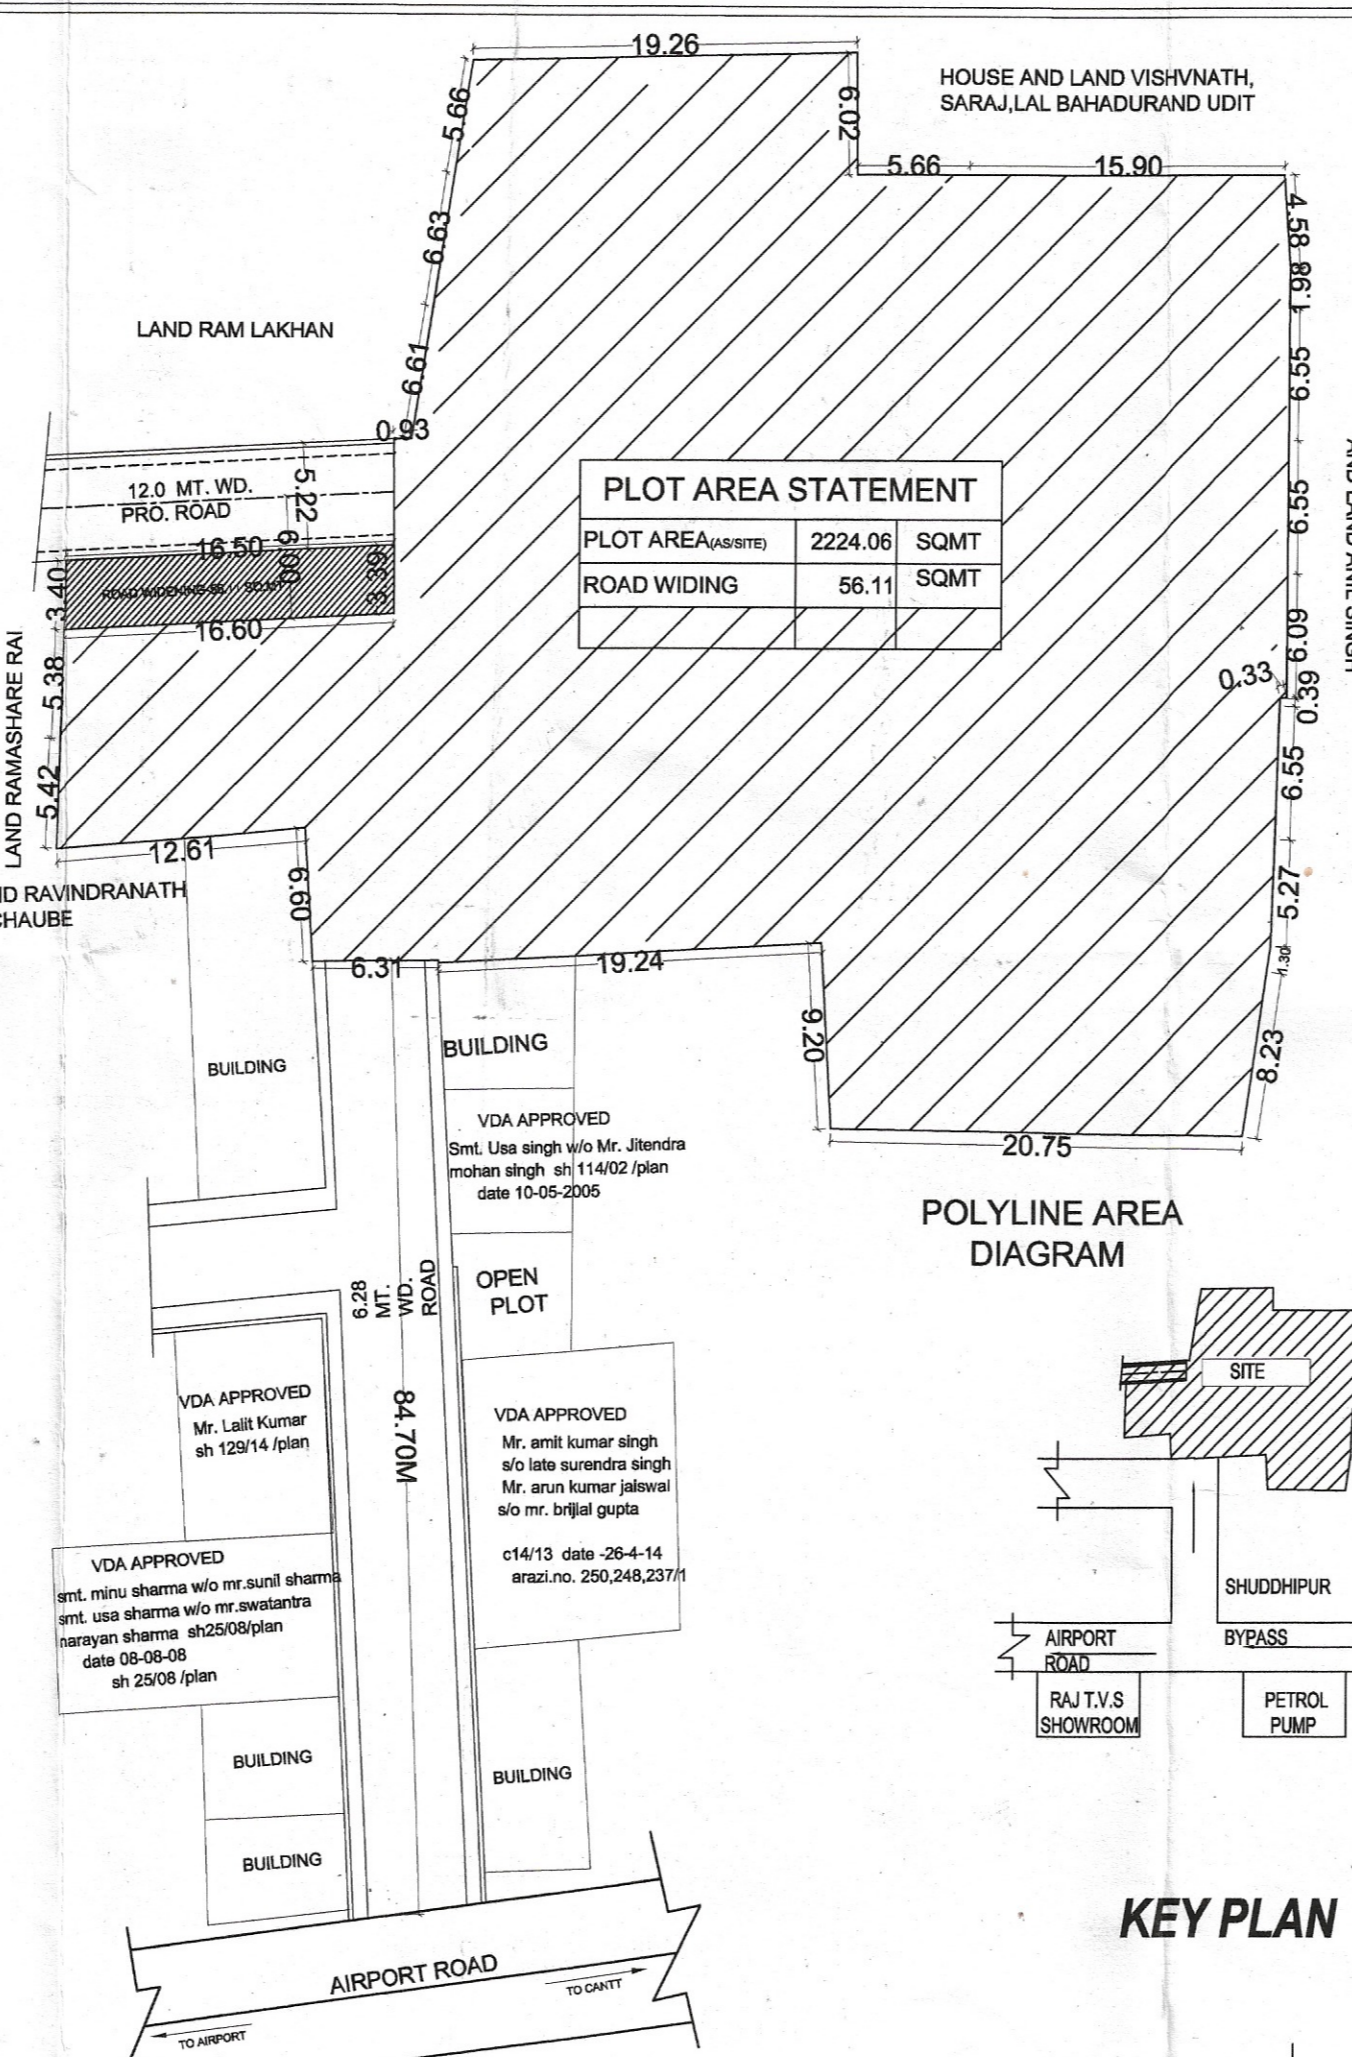 19.26
HOUSE AND LAND VISHVNATH,
SARAJ,LAL BAHADURAND UDIT
5.66
6.02
5.66
15.90
4.58
1.98
6.63
LAND RAM LAKHAN
6.61
6.55
0.93
5.22
12.0 MT. WD.
PRO. ROAD
PLOT AREA STATEMENT
PLOT AREA(AS/SITE) 2224.06 SQMT
ROAD WIDING 56.11 SQMT
6.55
AND LAND ANIL SINGH
16.50
6.00
3.39
3.40
ROAD WIDENING-56.11 SQ.MT
16.60
LAND RAMASHARE RAI
5.38
6.09
0.33
0.39
5.42
6.55
12.61
RAVINDRANATH
CHAUBE
6.60
5.27
1.30
6.31
19.24
9.20
8.23
BUILDING
BUILDING
20.75
VDA APPROVED
Smt. Usa singh w/o Mr. Jitendra
mohan singh sh 114/02 /plan
date 10-05-2005
POLYLINE AREA
DIAGRAM
6.28
MT.
WD.
ROAD
OPEN
PLOT
84.70M
VDA APPROVED
Mr. Lalit Kumar
sh 129/14 /plan
VDA APPROVED
Mr. amit kumar singh
s/o late surendra singh
Mr. arun kumar jaiswal
s/o mr. brijlal gupta
c14/13 date -26-4-14
arazi.no. 250,248,237/1
VDA APPROVED
smt. minu sharma w/o mr.sunil sharma
smt. usa sharma w/o mr.swatantra
narayan sharma sh25/08/plan
date 08-08-08
sh 25/08 /plan
BUILDING
BUILDING
BUILDING
SITE
SHUDDHIPUR
AIRPORT
ROAD
BYPASS
RAJ T.V.S
SHOWROOM
PETROL
PUMP
KEY PLAN
AIRPORT ROAD
TO CANTT
TO AIRPORT